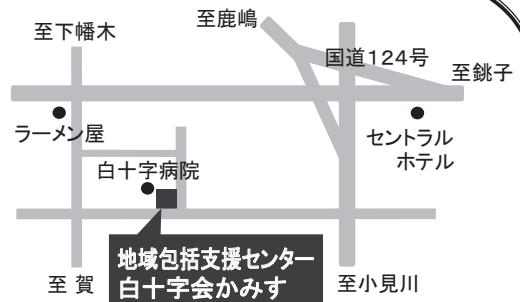 至鹿嶋
至下幡木
国道124号
至銚子
ラーメン屋
セントラル
ホテル
白十字病院
地域包括支援センター
白十字会かみす
至 賀
至小見川